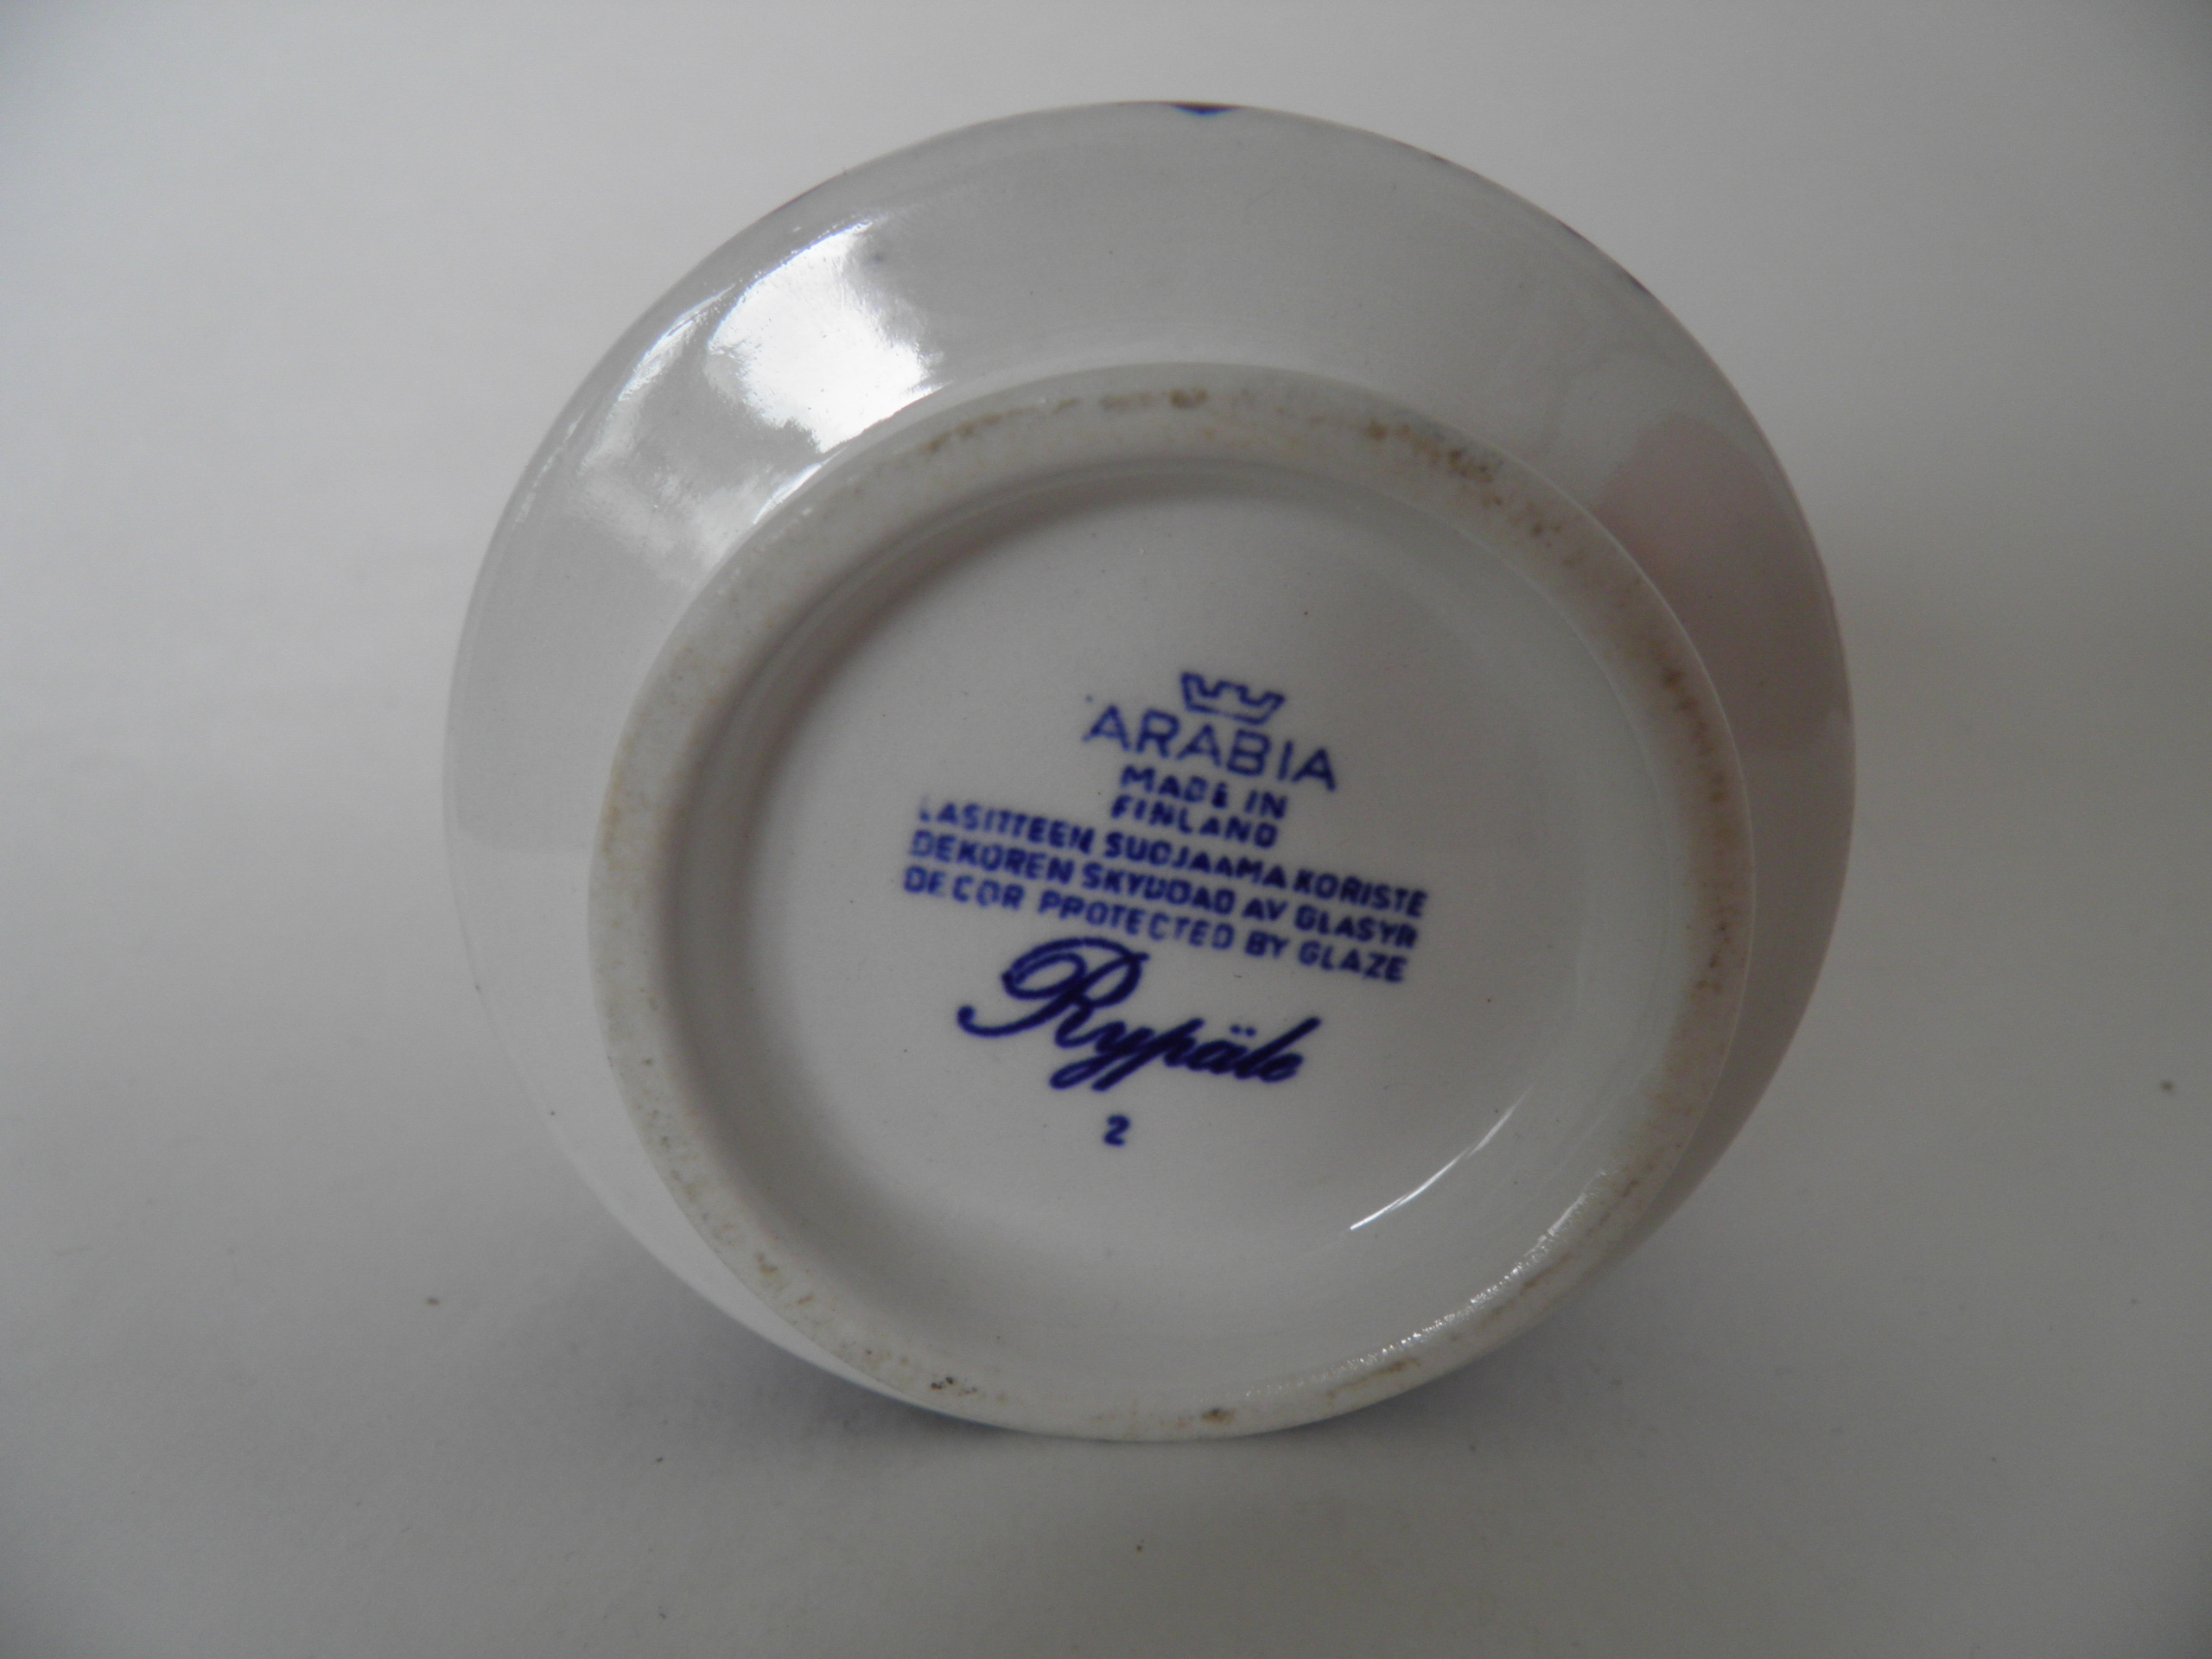 ARABIA
MADE IN
FINLAND
LASITTEEN SUOJAAMA KORISTE
DEKOREN SKYDDAD AV GLASYR
DECOR PROTECTED BY GLAZE
Rypäle
2